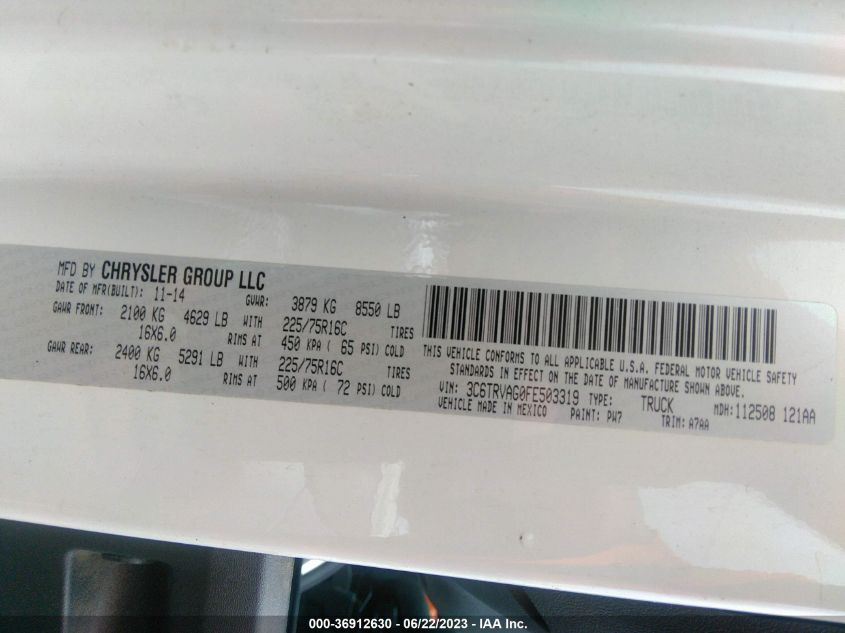 MFD BY CHRYSLER GROUP LLC
DATE OF MFR(BUILT): 11-14 GVWR: 3879 KG 8550 LB
GAWR FRONT: 2100 KG 4629 LB WITH 225/75R16C TIRES
16X6.0 RIMS AT 450 KPA ( 65 PSI) COLD
GAWR REAR: 2400 KG 5291 LB WITH 225/75R16C TIRES
16X6.0 RIMS AT 500 KPA ( 72 PSI) COLD
THIS VEHICLE CONFORMS TO ALL APPLICABLE U.S.A. FEDERAL MOTOR VEHICLE SAFETY
STANDARDS IN EFFECT ON THE DATE OF MANUFACTURE SHOWN ABOVE.
VIN: 3C6TRVAG0FE503319 TYPE: TRUCK MDH: 112508 121AA
VEHICLE MADE IN MEXICO PAINT: PW7 TRIM: A7AA
000-36912630 - 06/22/2023 - © IAA Inc.